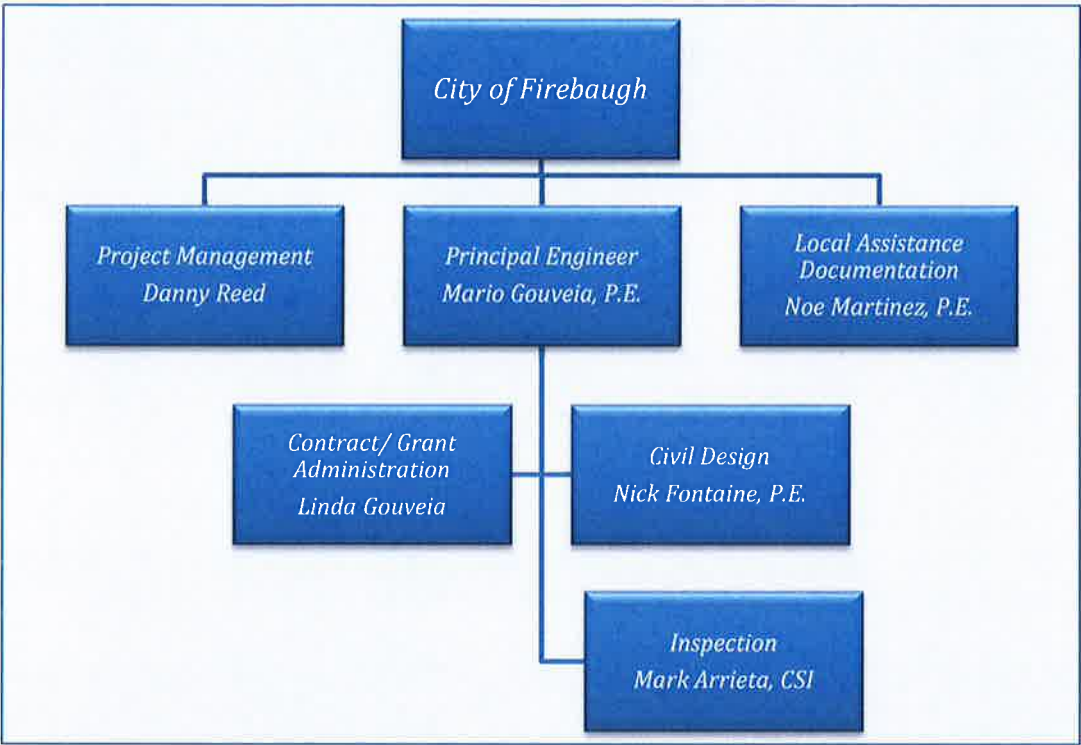 City of Firebaugh
Project Management
Danny Reed
Principal Engineer
Mario Gouveia, P.E.
Local Assistance
Documentation
Noe Martinez, P.E.
Contract/ Grant
Administration
Linda Gouveia
Civil Design
Nick Fontaine, P.E.
Inspection
Mark Arrieta, CSI